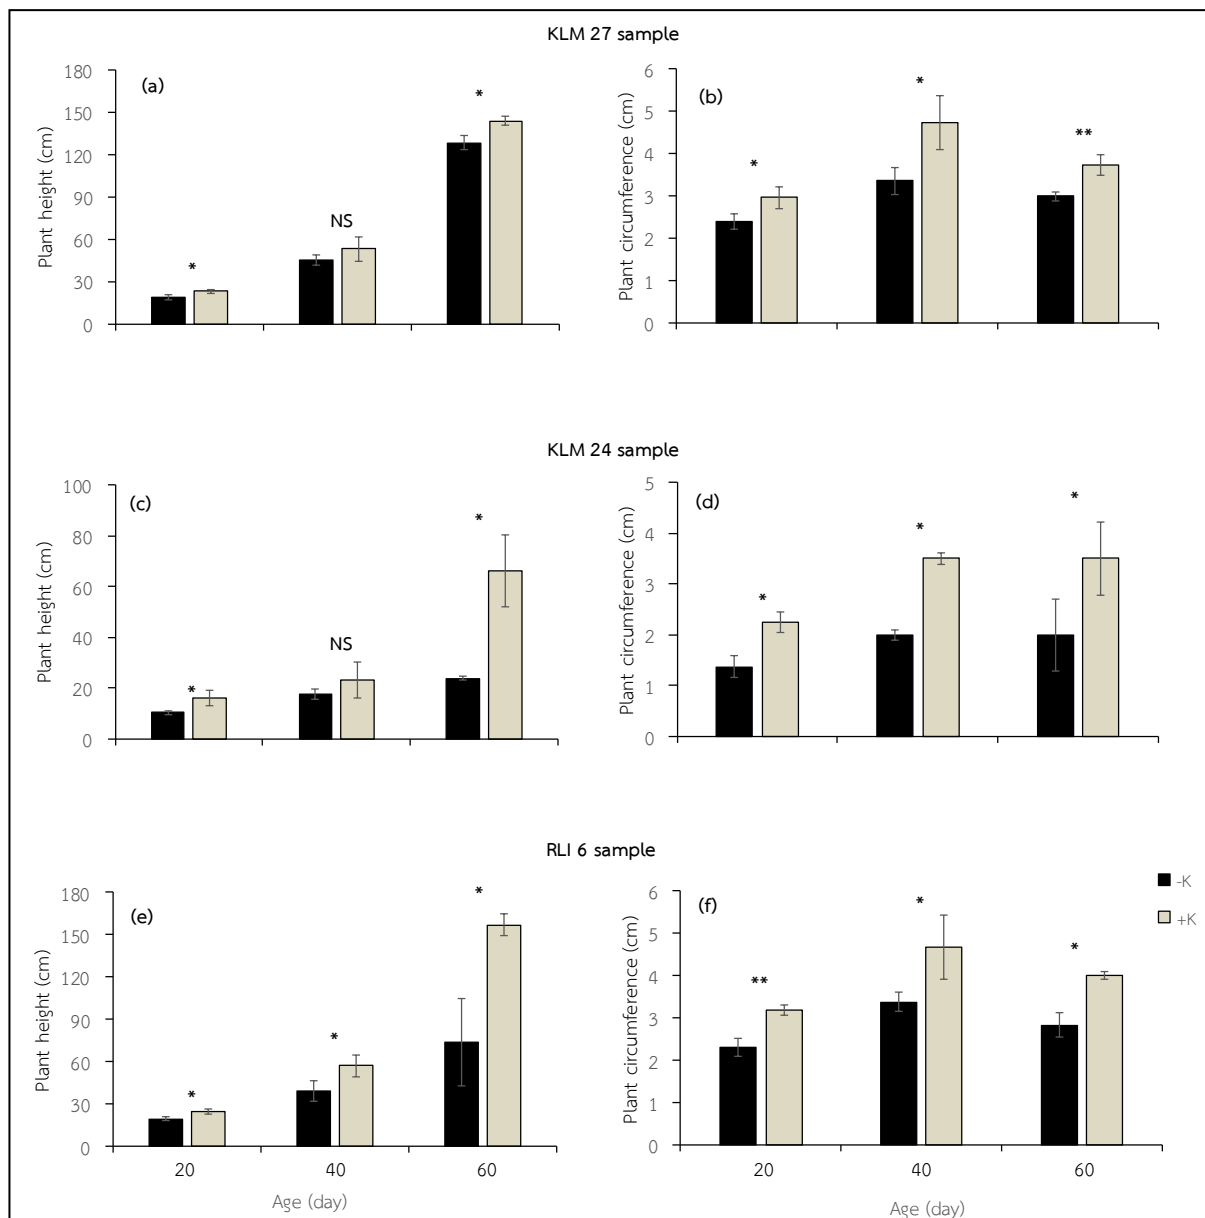 KLM 27 sample
(a)
Plant height (cm)
180
150
120
90
60
30
0
*
NS
*
(b)
Plant circumference (cm)
6
5
4
3
2
1
0
*
*
**
KLM 24 sample
(c)
Plant height (cm)
100
80
60
40
20
0
*
NS
*
(d)
Plant circumference (cm)
5
4
3
2
1
0
*
*
*
RLI 6 sample
(e)
Plant height (cm)
180
150
120
90
60
30
0
*
*
*
20 40 60
Age (day)
(f)
Plant circumference (cm)
6
5
4
3
2
1
0
**
*
*
20 40 60
Age (day)
-K
+K